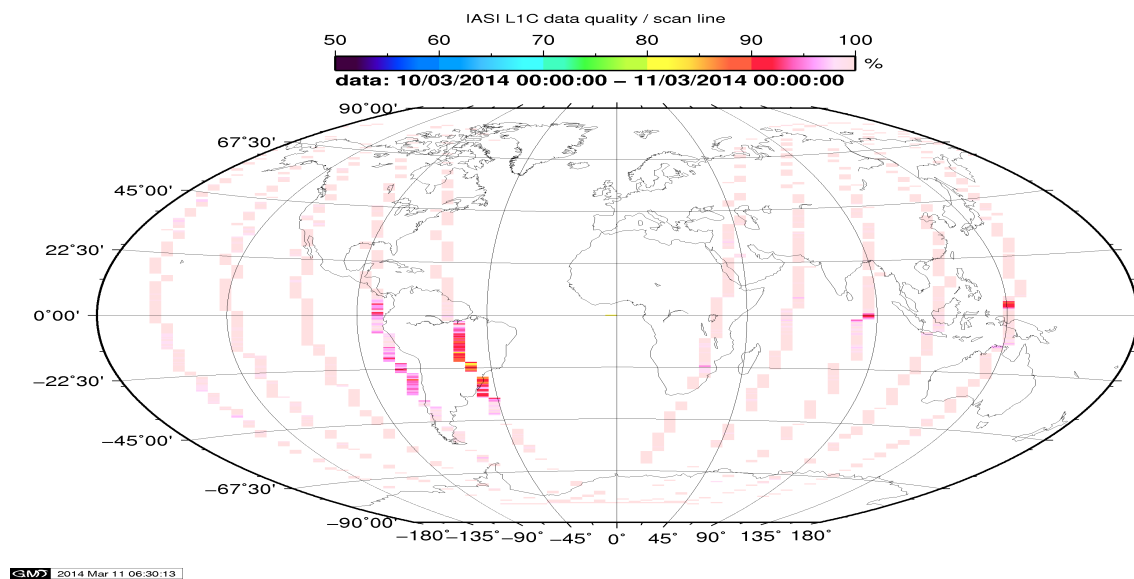 IASI L1C data quality / scan line
50 60 70 80 90 100
%
data: 10/03/2014 00:00:00 − 11/03/2014 00:00:00
90°00'
67°30'
45°00'
22°30'
0°00'
−22°30'
−45°00'
−67°30'
−90°00'
−180° −135° −90° −45° 0° 45° 90° 135° 180°
GMD 2014 Mar 11 06:30:13